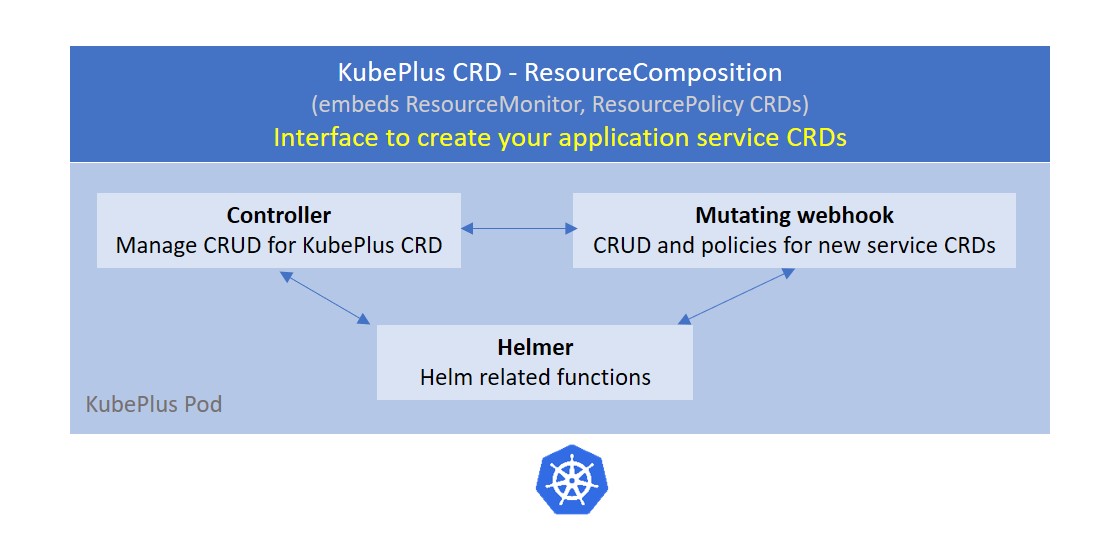 KubePlus CRD - ResourceComposition
(embeds ResourceMonitor, ResourcePolicy CRDs)
Interface to create your application service CRDs
Controller
Manage CRUD for KubePlus CRD
Mutating webhook
CRUD and policies for new service CRDs
Helmer
Helm related functions
KubePlus Pod